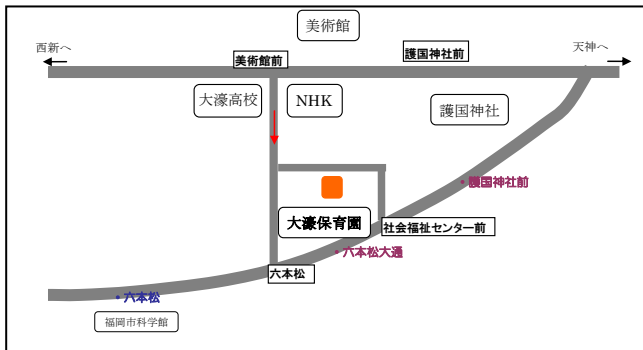 美術館
西新へ
天神へ
美術館前
護国神社前
大濠高校
NHK
護国神社
護国神社前
大濠保育園
社会福祉センター前
六本松大通
六本松
六本松
福岡市科学館